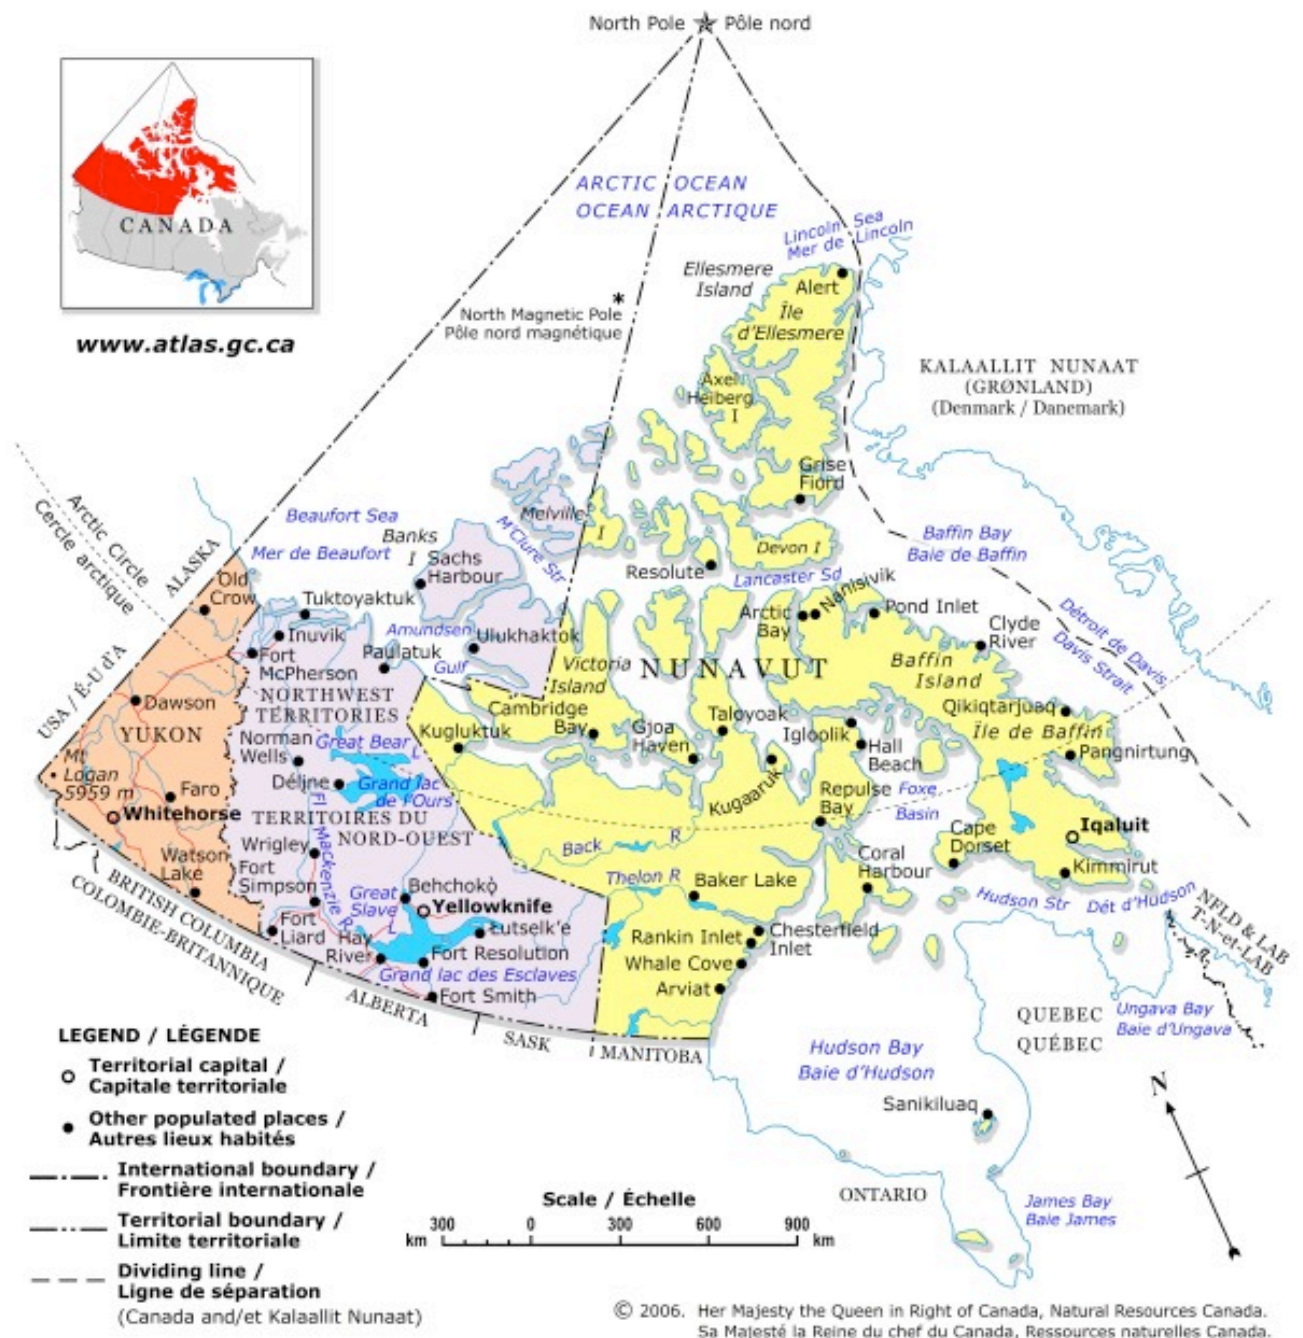 North Pole
Pôle nord
CANADA
www.atlas.gc.ca
ARCTIC OCEAN
OCEAN ARCTIQUE
Lincoln Sea
Mer de Lincoln
Ellesmere
Island
Alert
Île
d'Ellesmere
North Magnetic Pole
Pôle nord magnétique
*
Axel
Heiberg
I
KALAALLIT NUNAAT
(GRØNLAND)
(Denmark / Danemark)
Grise
Fiord
Arctic Circle
Cercle arctique
Beaufort Sea
Mer de Beaufort
Banks
I
Sachs
Harbour
Melville
I
M'Clure Str
Devon I
Resolute
Lancaster Sd
Baffin Bay
Baie de Baffin
ALASKA
USA / É-U d'A
Old
Crow
Tuktoyaktuk
Inuvik
Fort
McPherson
Amundsen
Gulf
Paulatuk
Ulukhaktok
Arctic
Bay
Nanisivik
Pond Inlet
Clyde
River
Détroit de Davis
Davis Strait
Victoria
Island
NUNAVUT
Baffin
Island
Île de Baffin
Dawson
YUKON
NORTHWEST
TERRITORIES
Norman
Wells
Great Bear L
Kugluktuk
Cambridge
Bay
Gjoa
Haven
Taloyoak
Igloolik
Hall
Beach
Qikiqtarjuaq
Pangnirtung
Mt
Logan
5959 m
Faro
Whitehorse
Déljne
Grand lac
de l'Ours
TERRITOIRES DU
NORD-OUEST
Kugaaruk
Repulse
Bay
Foxe
Basin
Iqaluit
Watson
Lake
Wrigley
Fort
Simpson
Fl Mackenzie R
Back R
Thelon R
Baker Lake
Coral
Harbour
Cape
Dorset
Kimmirut
Behchokò
Great
Slave
L
Yellowknife
Łutselk'e
Fort
Liard
Hay
River
Fort Resolution
Grand lac des Esclaves
Fort Smith
Rankin Inlet
Chesterfield
Inlet
Whale Cove
Arviat
Hudson Str
Dét d'Hudson
NFLD & LAB
T-N-et-LAB
BRITISH COLUMBIA
COLOMBIE-BRITANNIQUE
ALBERTA
SASK
MANITOBA
QUEBEC
QUÉBEC
Ungava Bay
Baie d'Ungava
Hudson Bay
Baie d'Hudson
Sanikiluaq
ONTARIO
James Bay
Baie James
N
LEGEND / LÉGENDE
Territorial capital /
Capitale territoriale
Other populated places /
Autres lieux habités
International boundary /
Frontière internationale
Territorial boundary /
Limite territoriale
Dividing line /
Ligne de séparation
(Canada and/et Kalaallit Nunaat)
Scale / Échelle
300 0 300 600 900
km km
© 2006. Her Majesty the Queen in Right of Canada, Natural Resources Canada.
Sa Majesté la Reine du chef du Canada, Ressources naturelles Canada.